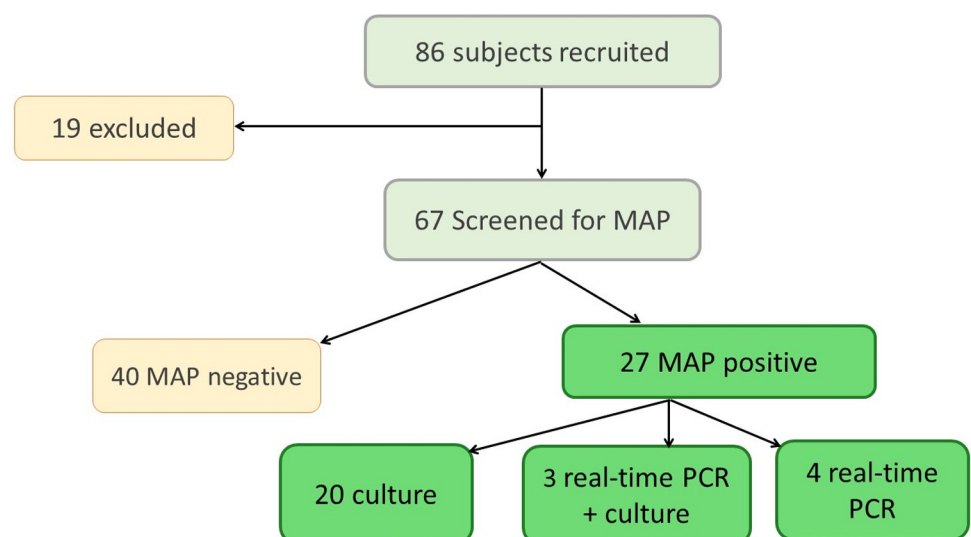 86 subjects recruited
19 excluded
67 Screened for MAP
40 MAP negative
27 MAP positive
20 culture
3 real-time PCR
+ culture
4 real-time
PCR